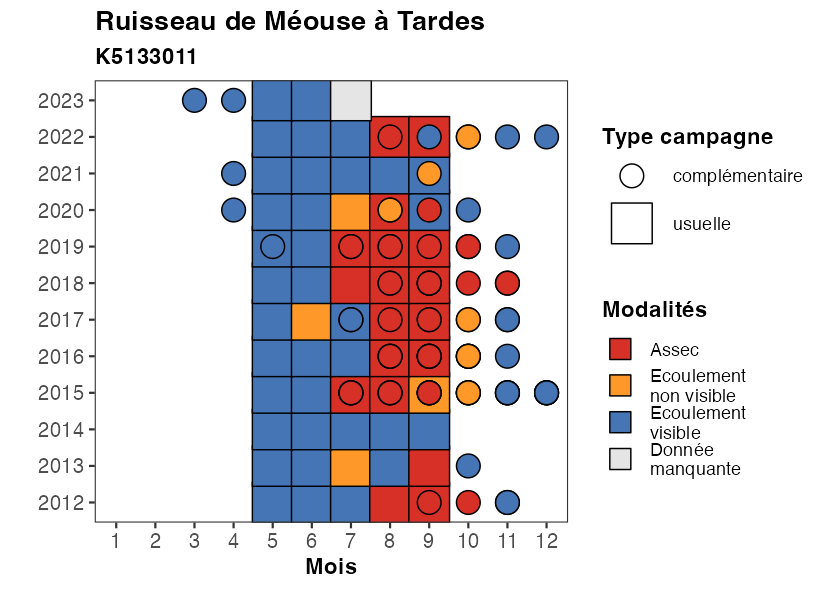 Ruisseau de Méouse à Tardes
K5133011
2023
2022
2021
2020
2019
2018
2017
2016
2015
2014
2013
2012
1 2 3 4 5 6 7 8 9 10 11 12
Mois
Type campagne
complémentaire
usuelle
Modalités
Assec
Ecoulement
non visible
Ecoulement
visible
Donnée
manquante